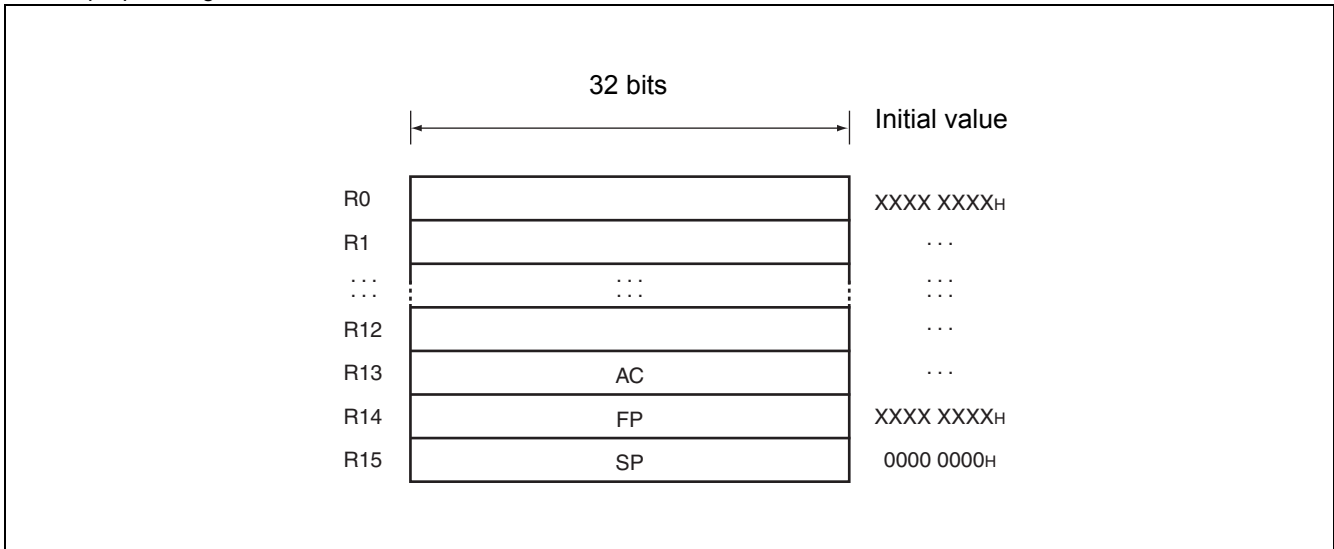 32 bits
Initial value
R0 XXXX XXXXH
R1 ...
... ... ...
... ... ...
R12 ...
R13 AC ...
R14 FP XXXX XXXXH
R15 SP 0000 0000H